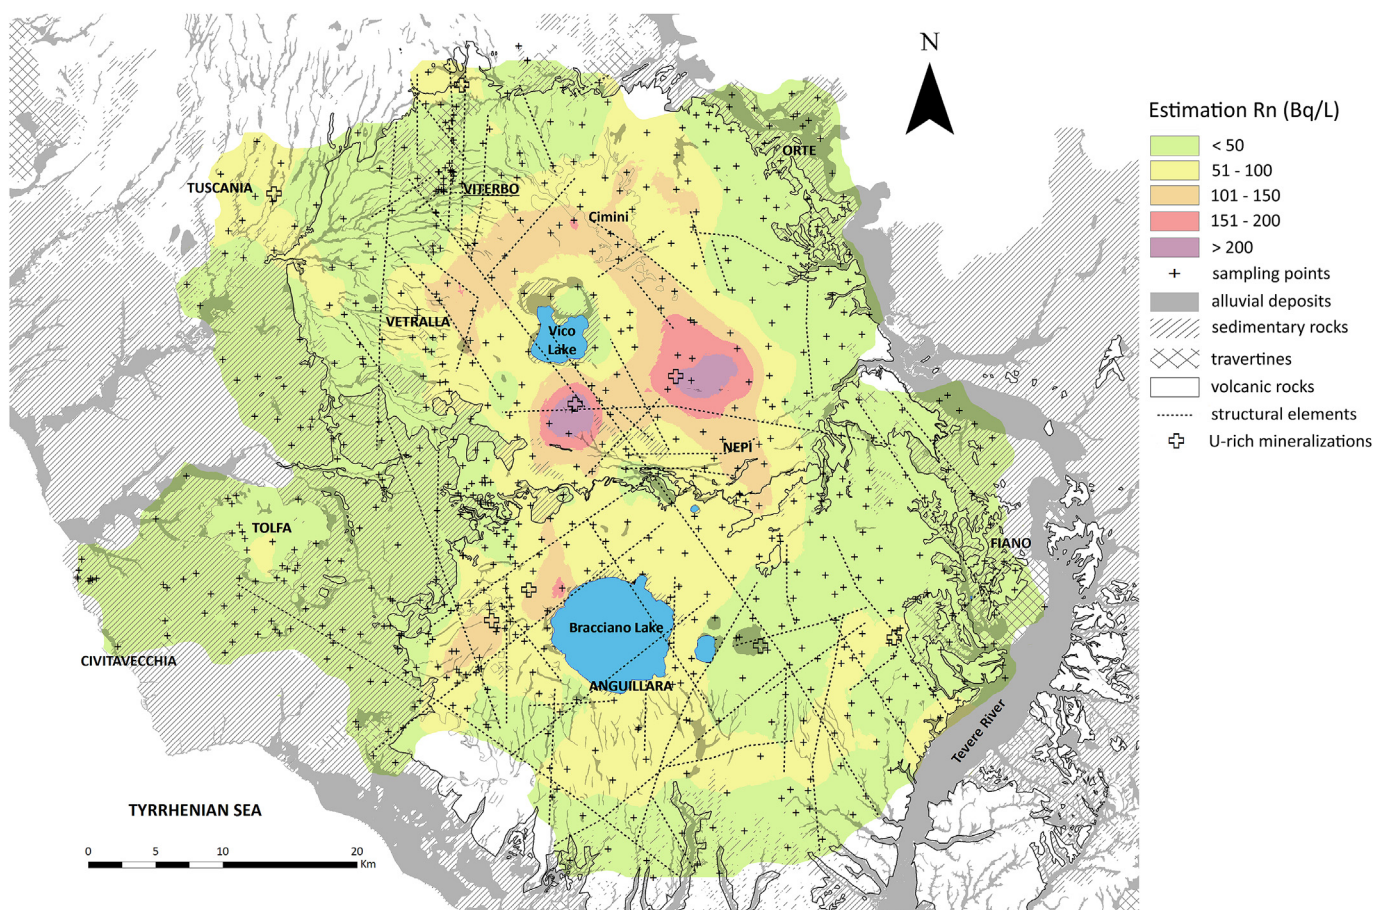 N
Estimation Rn (Bq/L)
< 50
51 - 100
101 - 150
151 - 200
> 200
sampling points
alluvial deposits
sedimentary rocks
travertines
volcanic rocks
structural elements
U-rich mineralizations
ORTE
TUSCANIA
VITERBO
Cimini
VETRALLA
Vico
Lake
NEPI
TOLFA
FIANO
Bracciano Lake
CIVITAVECCHIA
ANGUILLARA
Tevere River
TYRRHENIAN SEA
0 5 10 20
Km